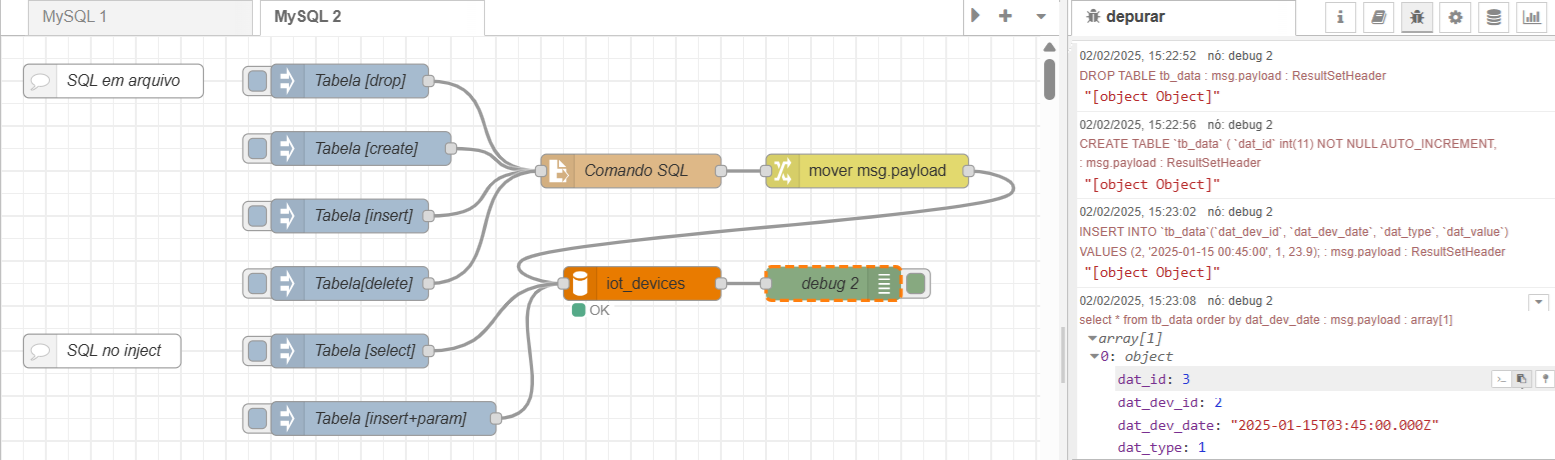 MySQL 1
MySQL 2
depurar
SQL em arquivo
Tabela [drop]
Tabela [create]
Comando SQL
mover msg.payload
Tabela [insert]
Tabela[delete]
iot_devices
debug 2
OK
SQL no inject
Tabela [select]
Tabela [insert+param]
02/02/2025, 15:22:52 nó: debug 2
DROP TABLE tb_data : msg.payload : ResultSetHeader
"[object Object]"
02/02/2025, 15:22:56 nó: debug 2
CREATE TABLE `tb_data` ( `dat_id` int(11) NOT NULL AUTO_INCREMENT,
: msg.payload : ResultSetHeader
"[object Object]"
02/02/2025, 15:23:02 nó: debug 2
INSERT INTO `tb_data`(`dat_dev_id`, `dat_dev_date`, `dat_type`, `dat_value`)
VALUES (2, '2025-01-15 00:45:00', 1, 23.9); : msg.payload : ResultSetHeader
"[object Object]"
02/02/2025, 15:23:08 nó: debug 2
select * from tb_data order by dat_dev_date : msg.payload : array[1]
array[1]
0: object
dat_id: 3
dat_dev_id: 2
dat_dev_date: "2025-01-15T03:45:00.000Z"
dat_type: 1